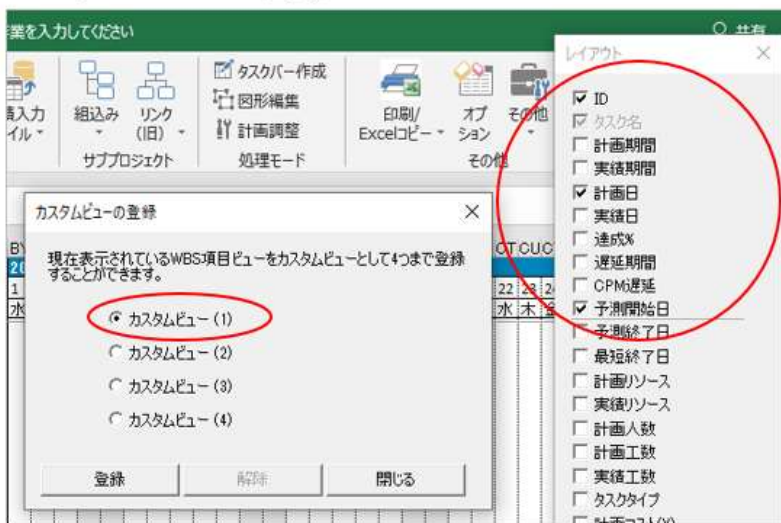 業を入力してください
共有
入力
組込み
リンク
(旧)
サブプロジェクト
タスクバー作成
図形編集
計画調整
処理モード
印刷/
Excelコピー
オプ
ション
その他
その他
レイアウト
ID
タスク名
計画期間
実績期間
計画日
実績日
達成%
遅延期間
CPM遅延
予測開始日
予測終了日
最短終了日
計画リソース
実績リソース
計画人数
計画工数
実績工数
タスクタイプ
カスタムビューの登録
現在表示されているWBS項目ビューをカスタムビューとして4つまで登録
することができます。
カスタムビュー (1)
カスタムビュー (2)
カスタムビュー (3)
カスタムビュー (4)
登録
解除
閉じる
BY
20
1
水
CT CU C
22 23 2
水 木